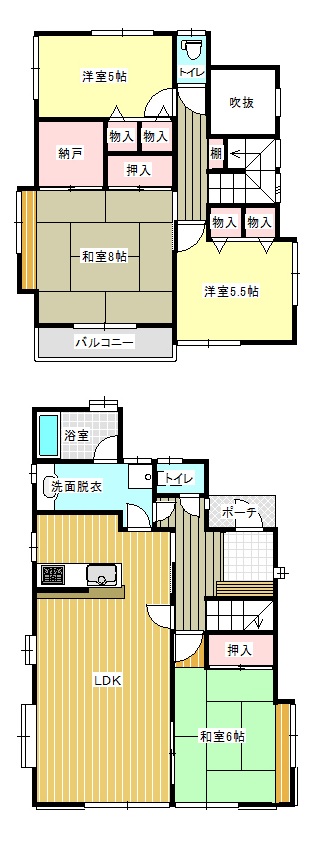 トイレ
洋室5帖
吹抜
物入
物入
納戸
棚
押入
物入
物入
和室8帖
洋室5.5帖
バルコニー
浴室
洗面脱衣
トイレ
ポーチ
押入
LDK
和室6帖